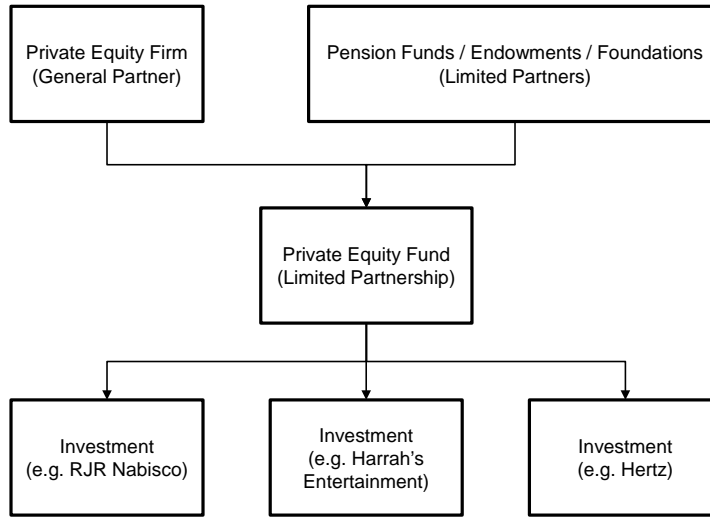 Private Equity Firm
(General Partner)
Pension Funds / Endowments / Foundations
(Limited Partners)
Private Equity Fund
(Limited Partnership)
Investment
(e.g. RJR Nabisco)
Investment
(e.g. Harrah's
Entertainment)
Investment
(e.g. Hertz)